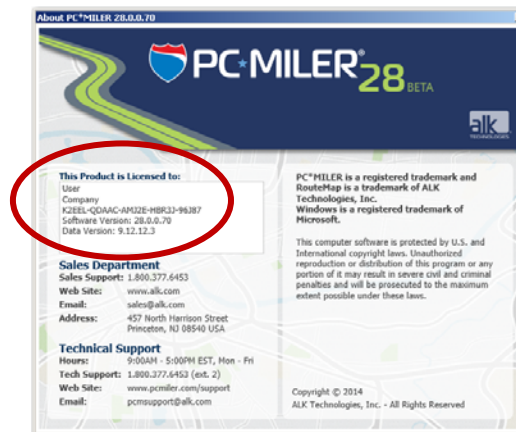 About PC*MILER 28.0.0.70
PC★MILER® 28 BETA
alk
TECHNOLOGIES
This Product is Licensed to:
User
Company
K2EEL-QDAAC-AMJ2E-MBR3J-96J87
Software Version: 28.0.0.70
Data Version: 9.12.12.3
Sales Department
Sales Support: 1.800.377.6453
Web Site: www.alk.com
Email: sales@alk.com
Address: 457 North Harrison Street
Princeton, NJ 08540 USA
Technical Support
Hours: 9:00AM - 5:00PM EST, Mon - Fri
Tech Support: 1.800.377.6453 (ext. 2)
Web Site: www.pcmiler.com/support
Email: pcmsupport@alk.com
PC*MILER is a registered trademark and
RouteMap is a trademark of ALK
Technologies, Inc.
Windows is a registered trademark of
Microsoft.
This computer software is protected by U.S. and
International copyright laws. Unauthorized
reproduction or distribution of this program or any
portion of it may result in severe civil and criminal
penalties and will be prosecuted to the maximum
extent possible under these laws.
Copyright © 2014
ALK Technologies, Inc. - All Rights Reserved